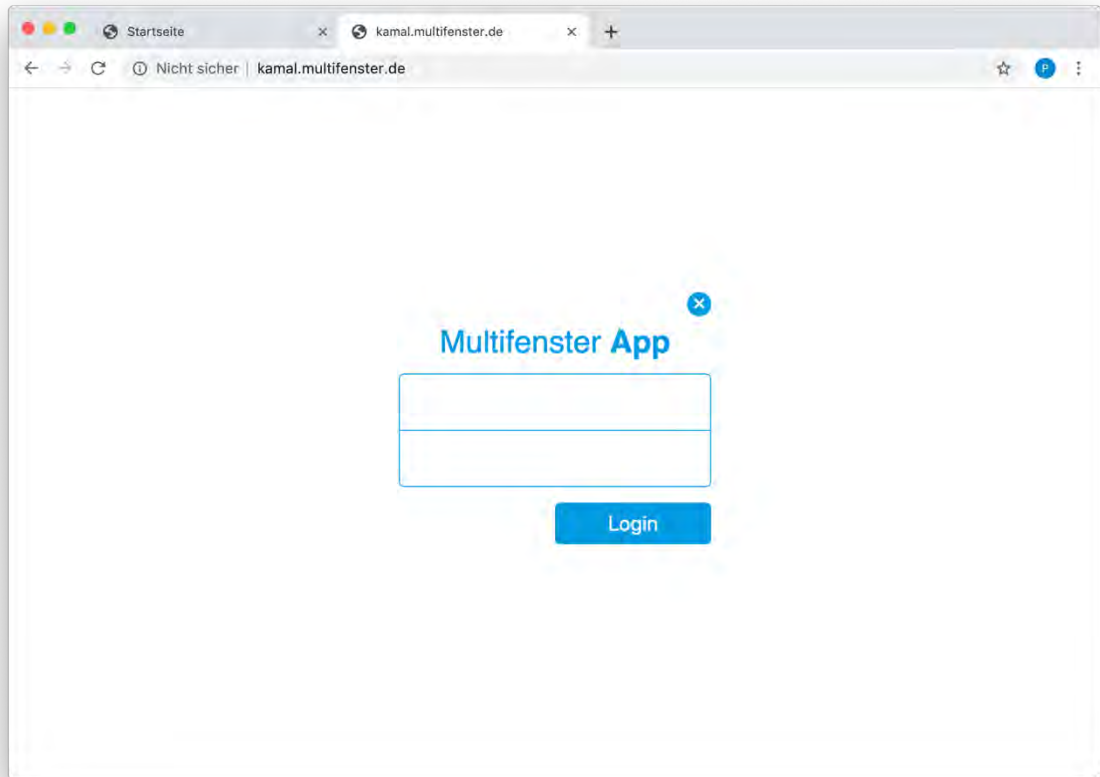 Startseite
kamal.multifenster.de
Nicht sicher
kamal.multifenster.de
P
Multifenster App
Login